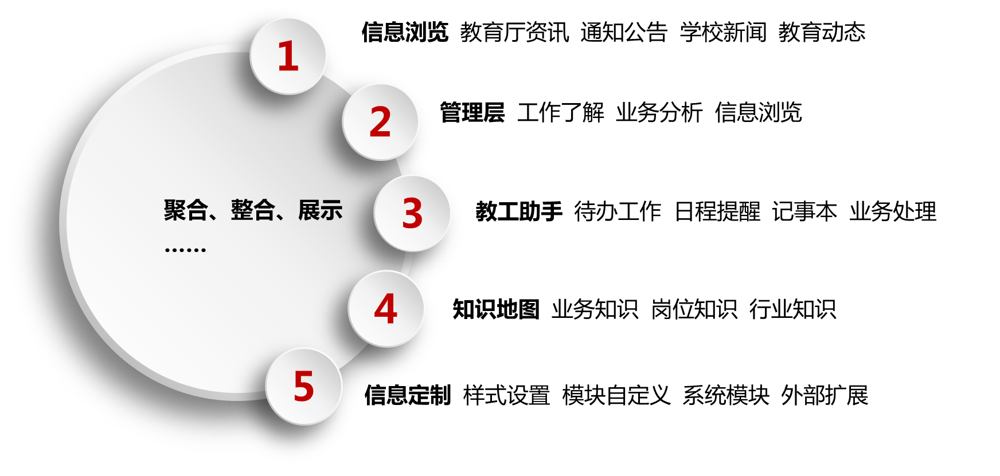 1
信息浏览 教育厅资讯 通知公告 学校新闻 教育动态
2
管理层 工作了解 业务分析 信息浏览
聚合、整合、展示
……
3
教工助手 待办工作 日程提醒 记事本 业务处理
4
知识地图 业务知识 岗位知识 行业知识
5
信息定制 样式设置 模块自定义 系统模块 外部扩展